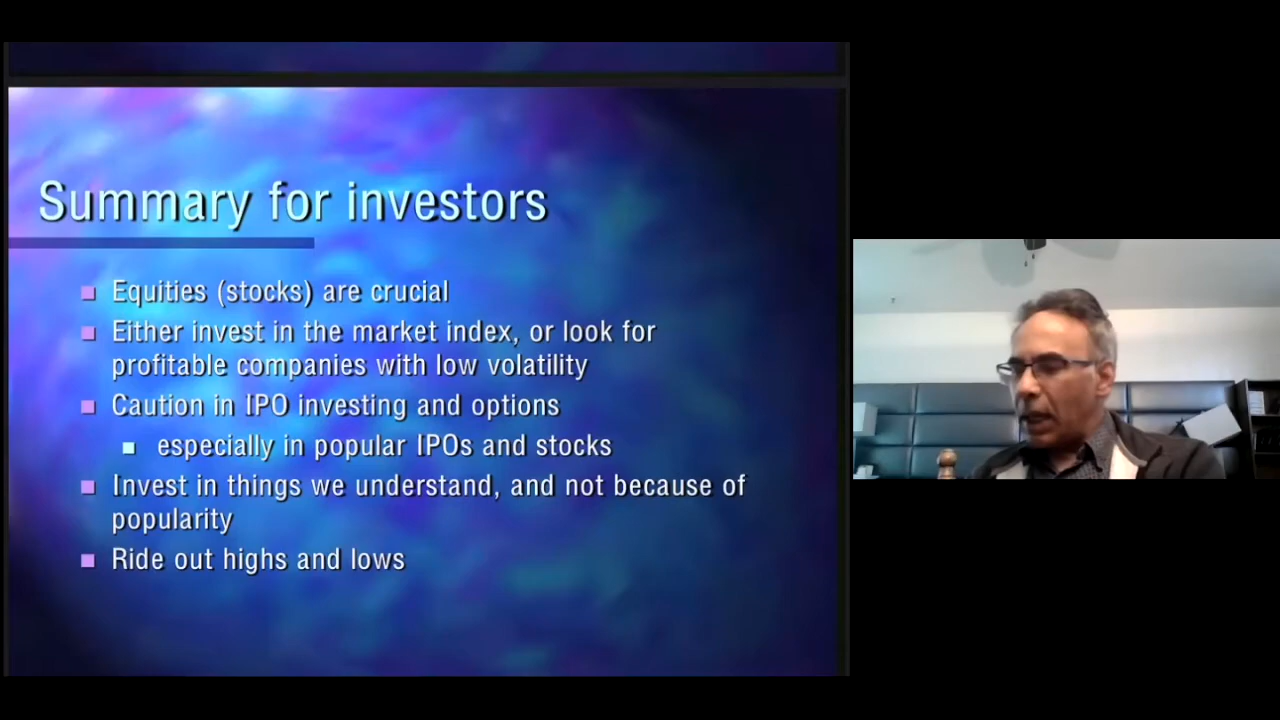 Summary for investors
Equities (stocks) are crucial
Either invest in the market index, or look for
profitable companies with low volatility
Caution in IPO investing and options
especially in popular IPOs and stocks
Invest in things we understand, and not because of
popularity
Ride out highs and lows